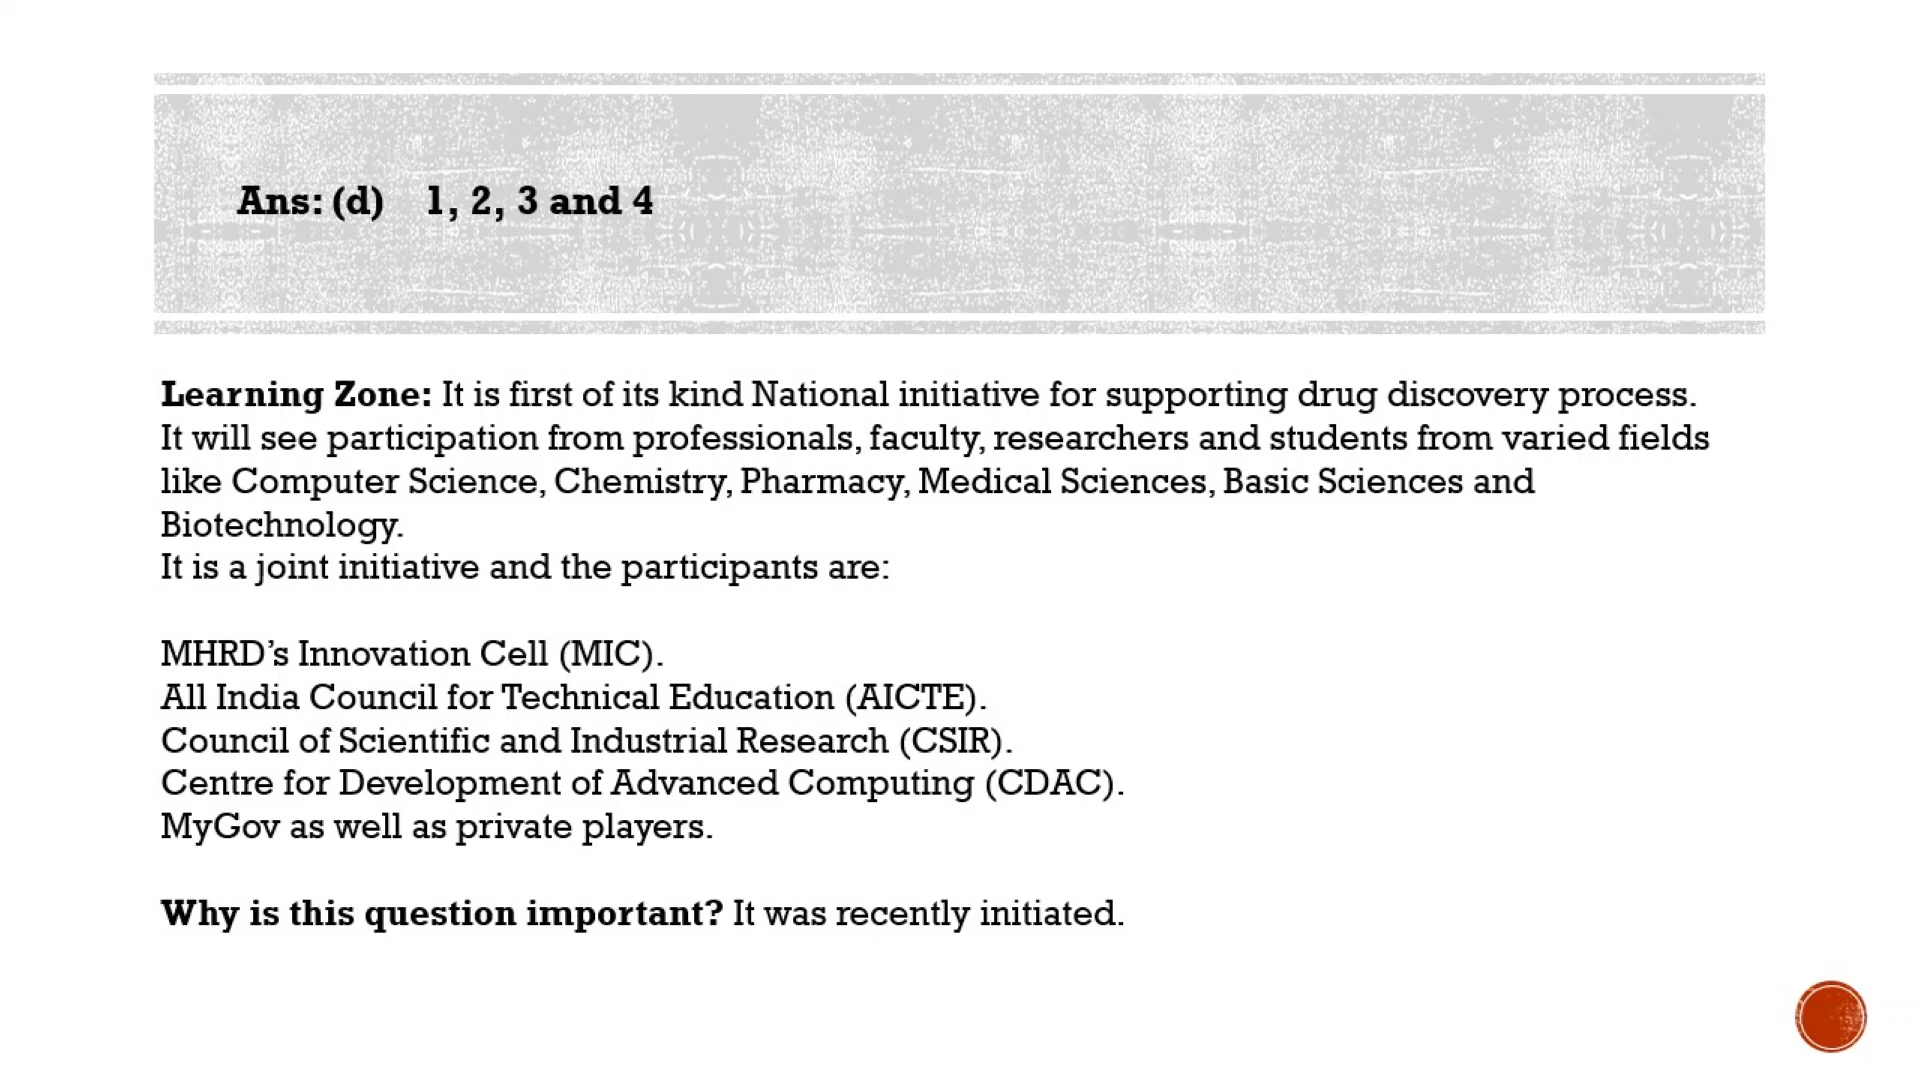 Ans: (d) 1, 2, 3 and 4
Learning Zone: It is first of its kind National initiative for supporting drug discovery process.
It will see participation from professionals, faculty, researchers and students from varied fields
like Computer Science, Chemistry, Pharmacy, Medical Sciences, Basic Sciences and
Biotechnology.
It is a joint initiative and the participants are:
MHRD’s Innovation Cell (MIC).
All India Council for Technical Education (AICTE).
Council of Scientific and Industrial Research (CSIR).
Centre for Development of Advanced Computing (CDAC).
MyGov as well as private players.
Why is this question important? It was recently initiated.